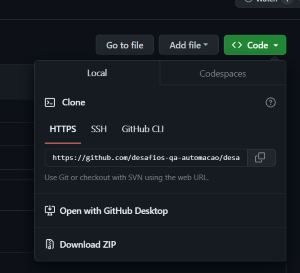 Watch
Go to file
Add file
Code
Local
Codespaces
Clone
HTTPS
SSH
GitHub CLI
https://github.com/desafios-qa-automacao/desa
Use Git or checkout with SVN using the web URL.
Open with GitHub Desktop
Download ZIP